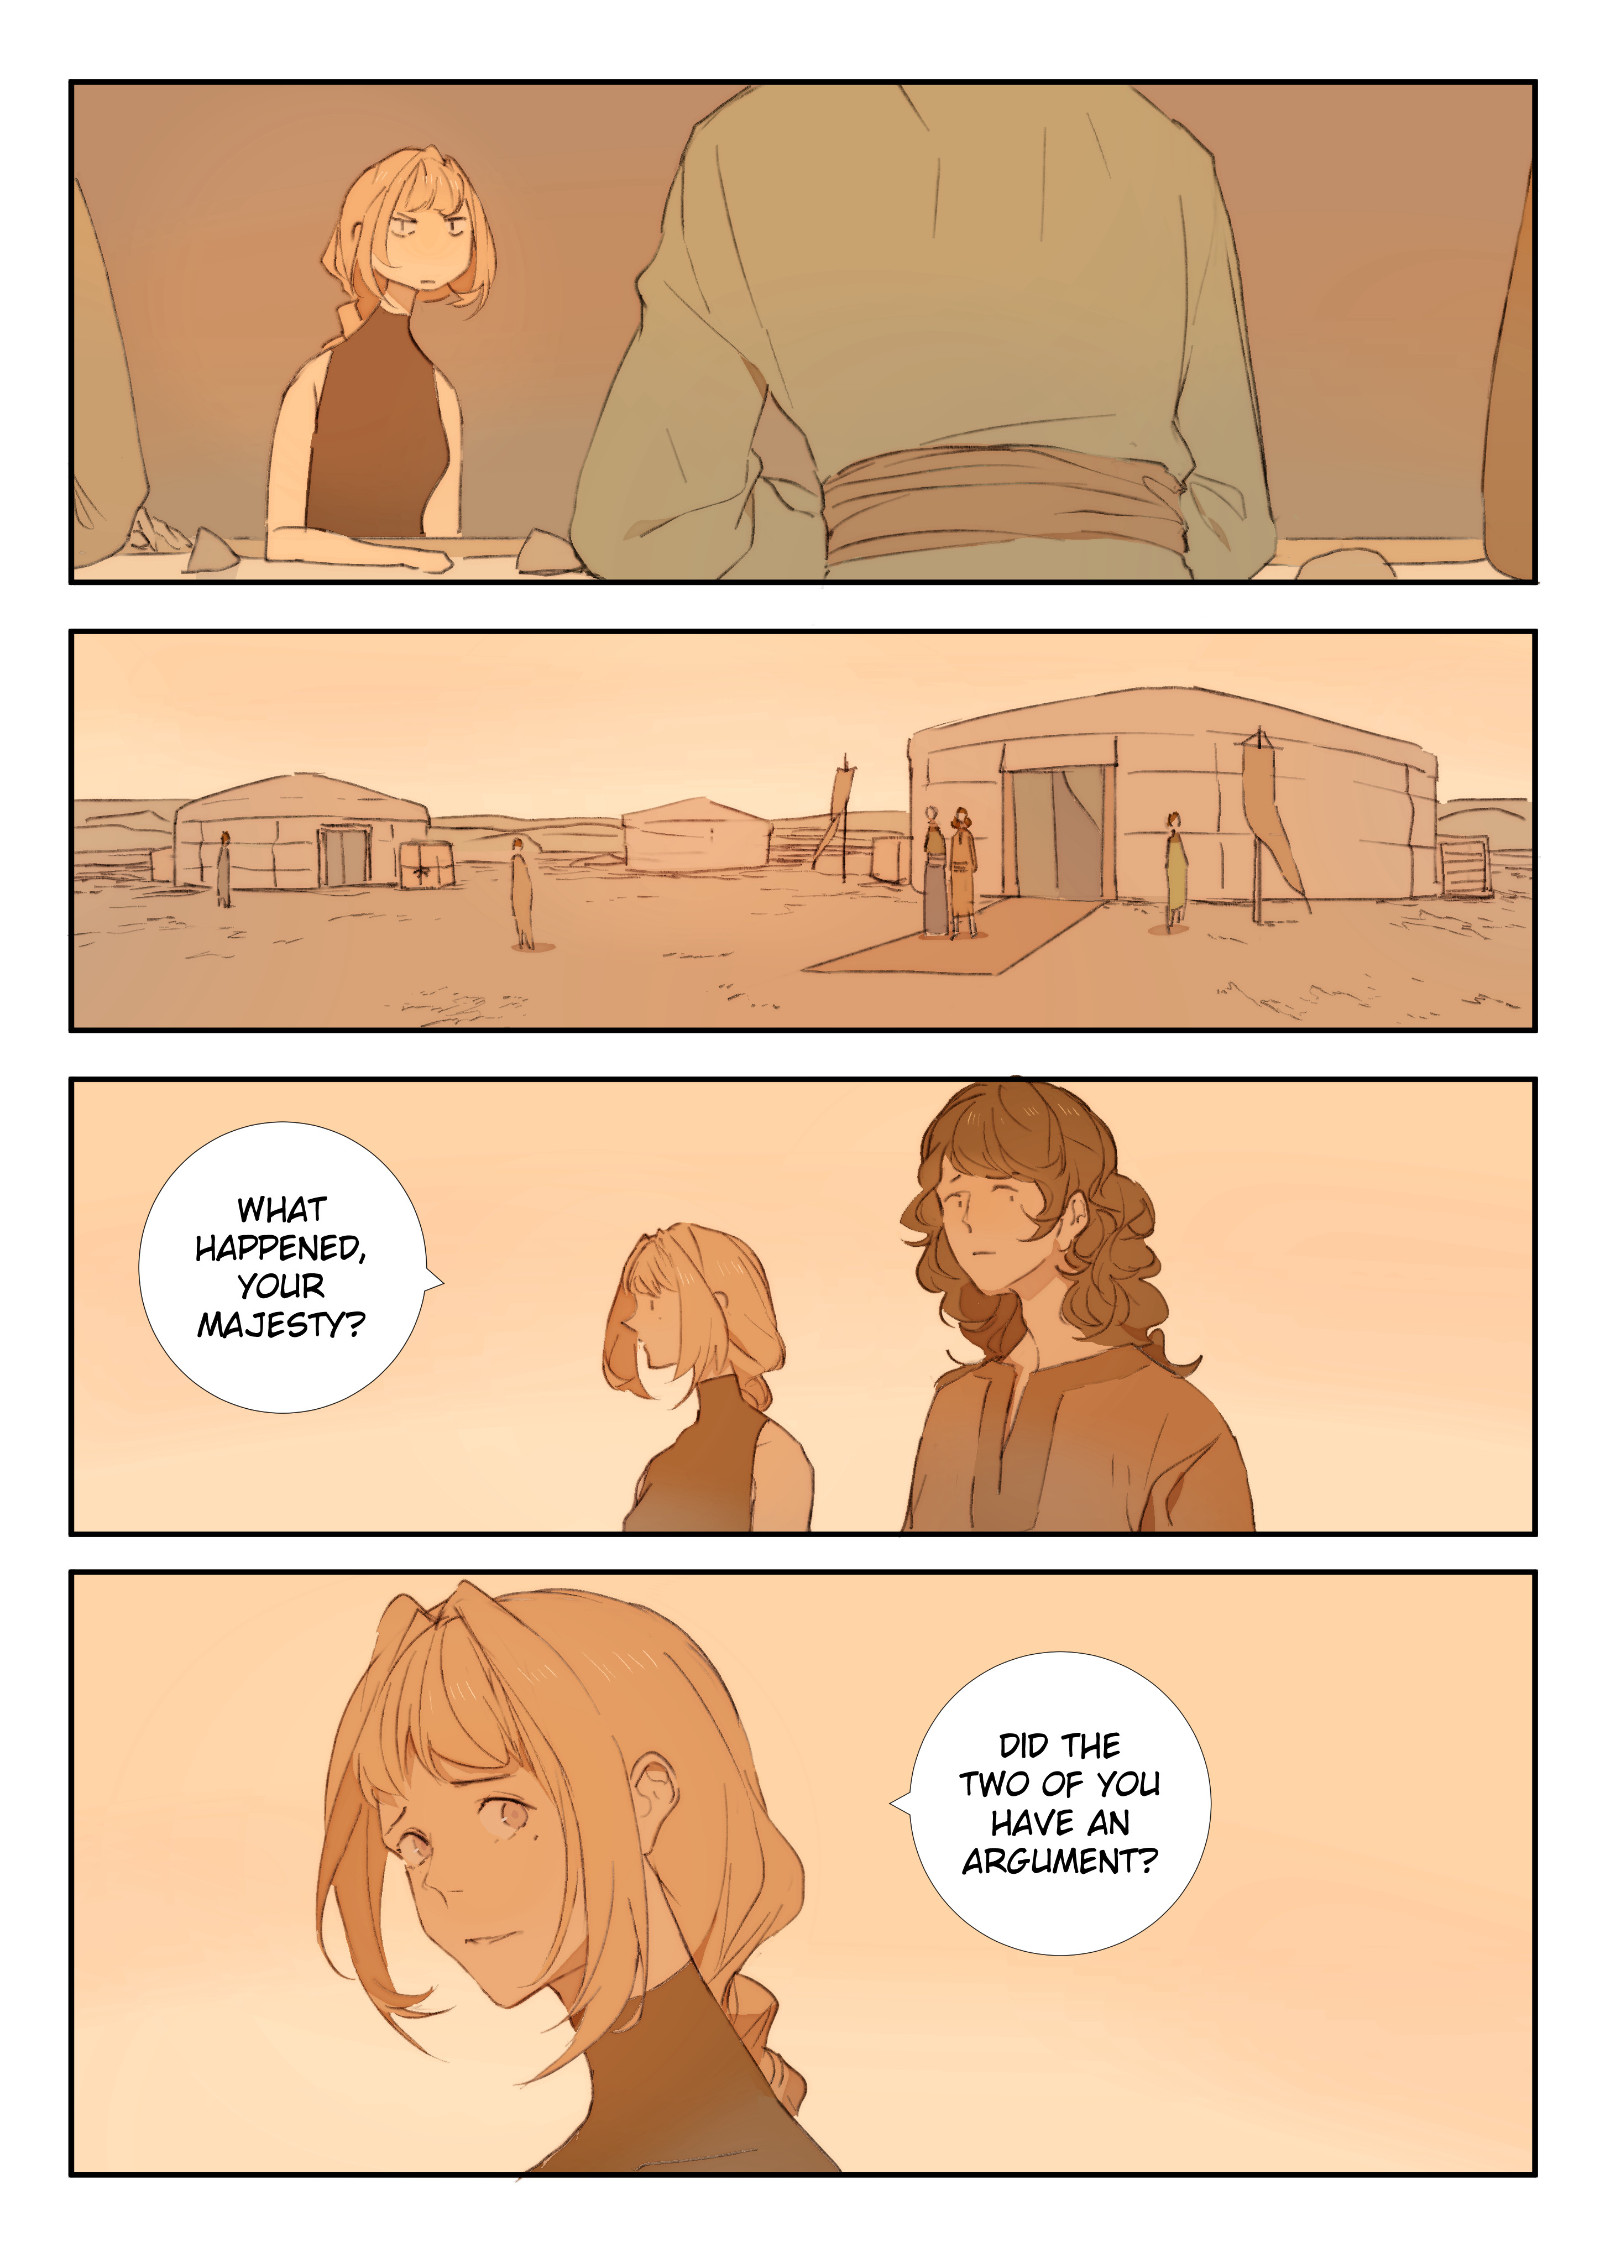 WHAT
HAPPENED,
YOUR
MAJESTY?
DID THE
TWO OF YOU
HAVE AN
ARGUMENT?